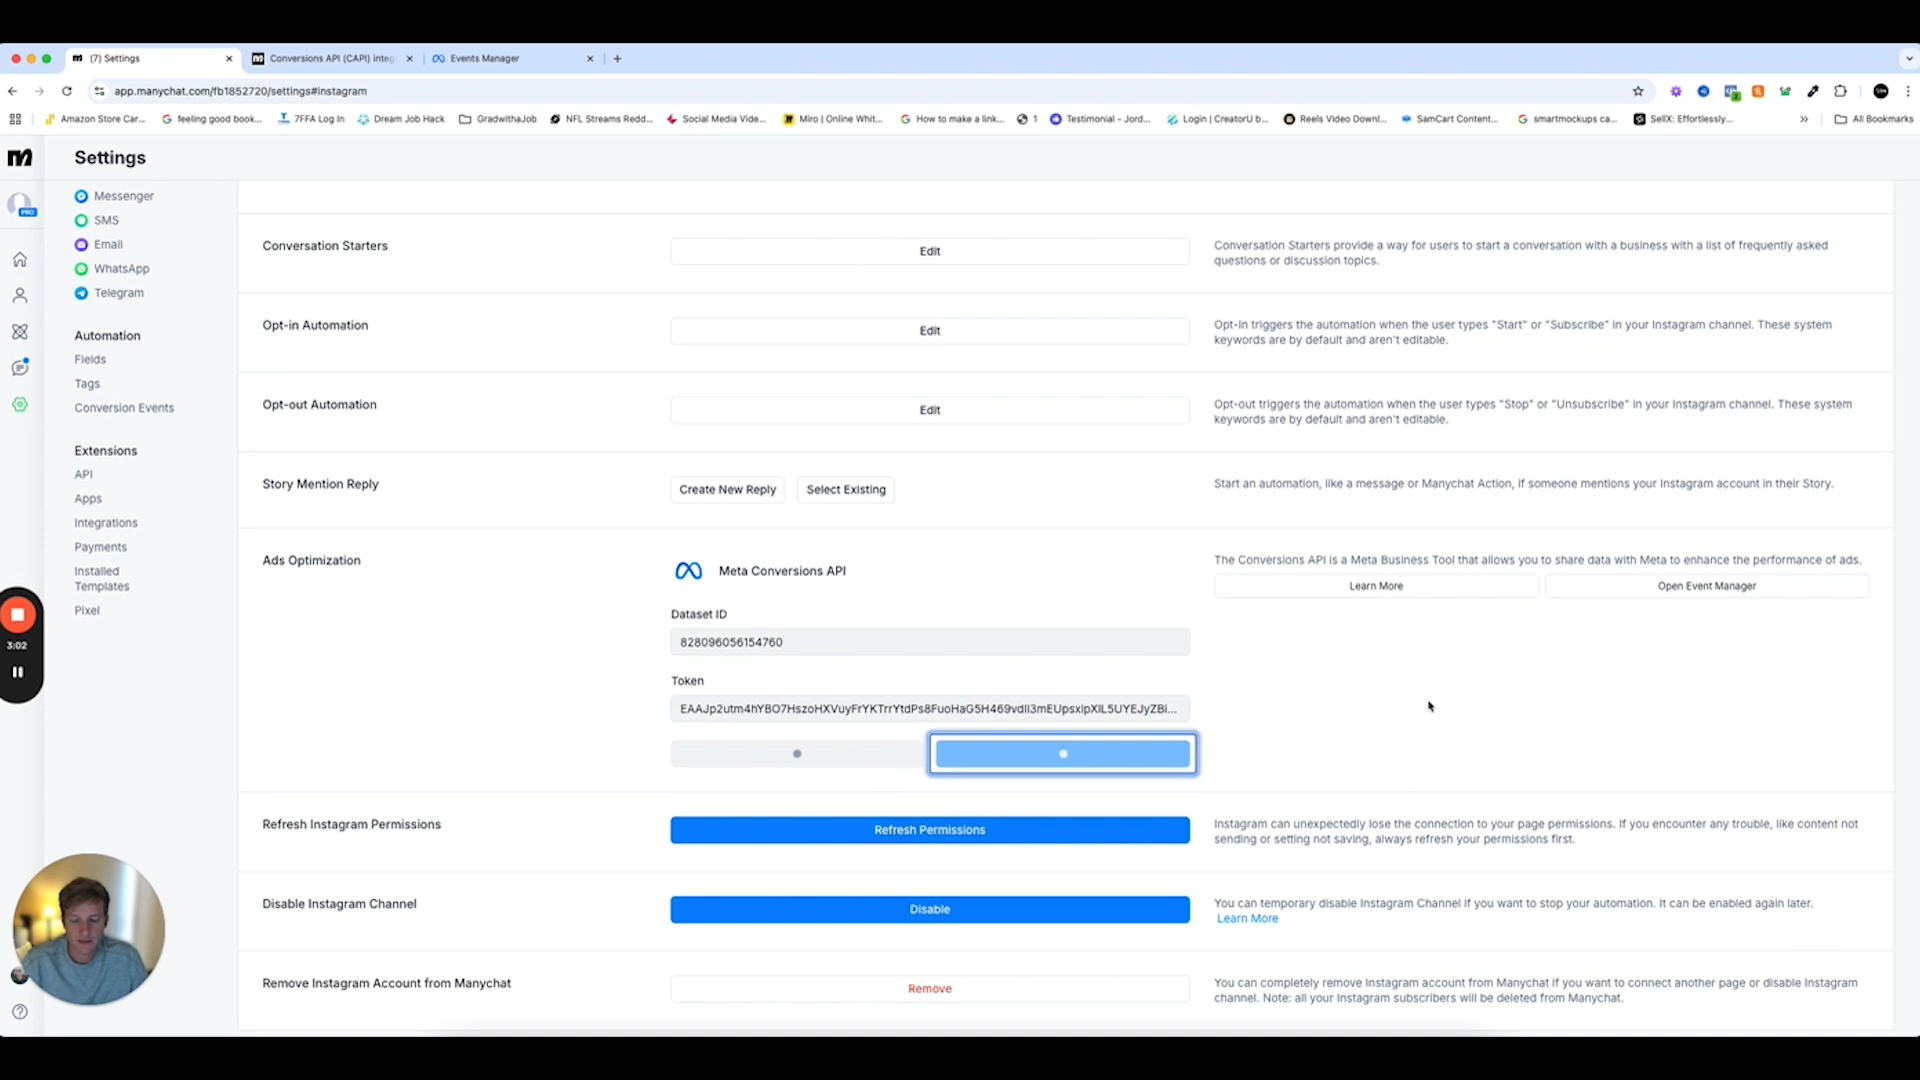 (7) Settings
Conversions API (CAPI) integ
Events Manager
app.manychat.com/fb1852720/settings#instagram
Amazon Store Car...
feeling good book...
7FFA Log In
Dream Job Hack
GradwithaJob
NFL Streams Redd...
Social Media Vide...
Miro | Online Whit...
How to make a link...
1
Testimonial - Jord...
Login | CreatorU b...
Reels Video Downl...
SamCart Content...
smartmockups ca...
SellX: Effortlessly...
All Bookmarks
Settings
PRO
Messenger
SMS
Email
WhatsApp
Telegram
Automation
Fields
Tags
Conversion Events
Extensions
API
Apps
Integrations
Payments
Installed
Templates
Pixel
3:02
Conversation Starters
Edit
Conversation Starters provide a way for users to start a conversation with a business with a list of frequently asked
questions or discussion topics.
Opt-in Automation
Edit
Opt-In triggers the automation when the user types "Start" or "Subscribe" in your Instagram channel. These system
keywords are by default and aren't editable.
Opt-out Automation
Edit
Opt-out triggers the automation when the user types "Stop" or "Unsubscribe" in your Instagram channel. These system
keywords are by default and aren't editable.
Story Mention Reply
Create New Reply
Select Existing
Start an automation, like a message or Manychat Action, if someone mentions your Instagram account in their Story.
Ads Optimization
Meta Conversions API
The Conversions API is a Meta Business Tool that allows you to share data with Meta to enhance the performance of ads.
Learn More
Open Event Manager
Dataset ID
828096056154760
Token
Refresh Instagram Permissions
Refresh Permissions
Instagram can unexpectedly lose the connection to your page permissions. If you encounter any trouble, like content not
sending or setting not saving, always refresh your permissions first.
Disable Instagram Channel
Disable
You can temporary disable Instagram Channel if you want to stop your automation. It can be enabled again later.
Learn More
Remove Instagram Account from Manychat
Remove
You can completely remove Instagram account from Manychat if you want to connect another page or disable Instagram
channel. Note: all your Instagram subscribers will be deleted from Manychat.